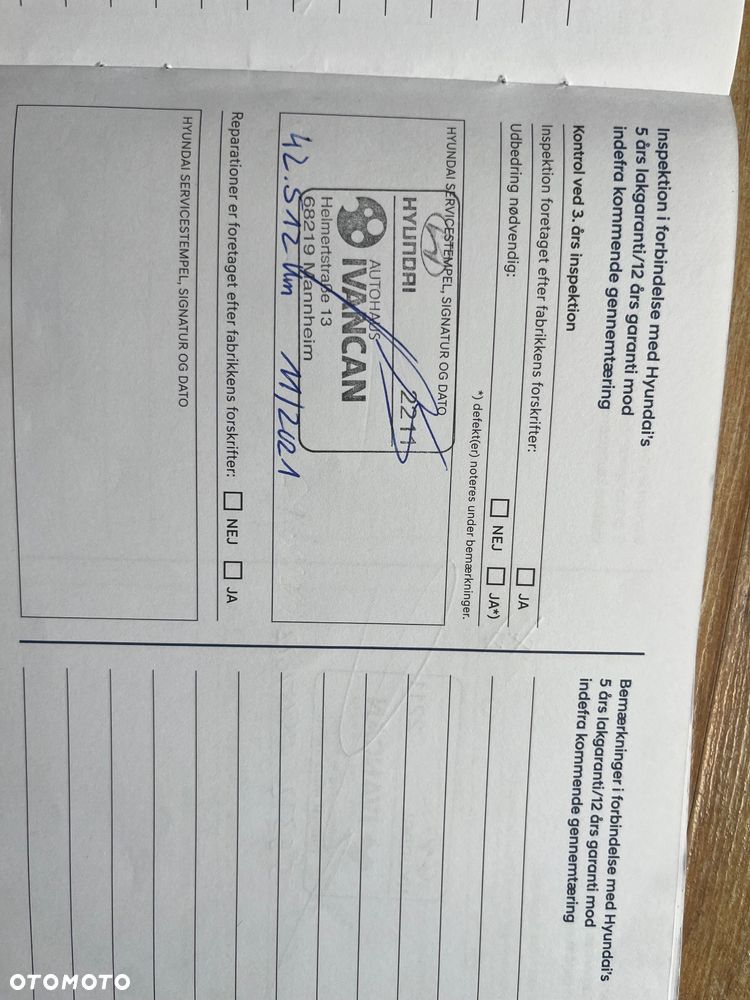 Inspektion i forbindelse med Hyundai's
5 års lakgaranti/12 års garanti mod
indefra kommende gennemtæring
Kontrol ved 3. års inspektion
Inspektion foretaget efter fabrikkens forskrifter:
JA
Udbedring nødvendig:
NEJ
JA*)
*) defekt(er) noteres under bemærkninger.
HYUNDAI SERVICESTEMPEL, SIGNATUR OG DATO
HYUNDAI
2211
AUTOHAUS
IVANCAN
Helmertstraße 13
68219 Mannheim
42.512 km 11/2021
Reparationer er foretaget efter fabrikkens forskrifter:
NEJ
JA
HYUNDAI SERVICESTEMPEL, SIGNATUR OG DATO
Bemærkninger i forbindelse med Hyundai's
5 års lakgaranti/12 års garanti mod
indefra kommende gennemtæring
OTOMOTO